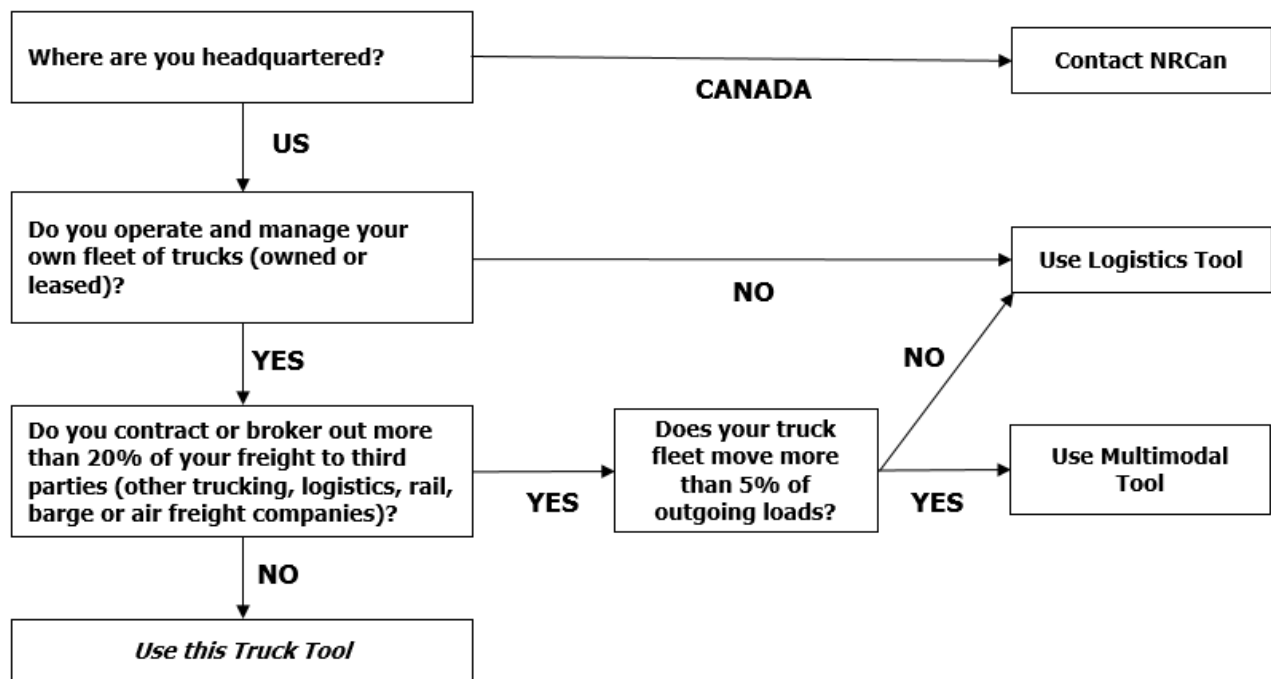 Where are you headquartered?
CANADA
Contact NRCan
US
Do you operate and manage your
own fleet of trucks (owned or
leased)?
NO
Use Logistics Tool
YES
NO
Do you contract or broker out more
than 20% of your freight to third
parties (other trucking, logistics, rail,
barge or air freight companies)?
YES
Does your truck
fleet move more
than 5% of
outgoing loads?
YES
Use Multimodal
Tool
NO
Use this Truck Tool